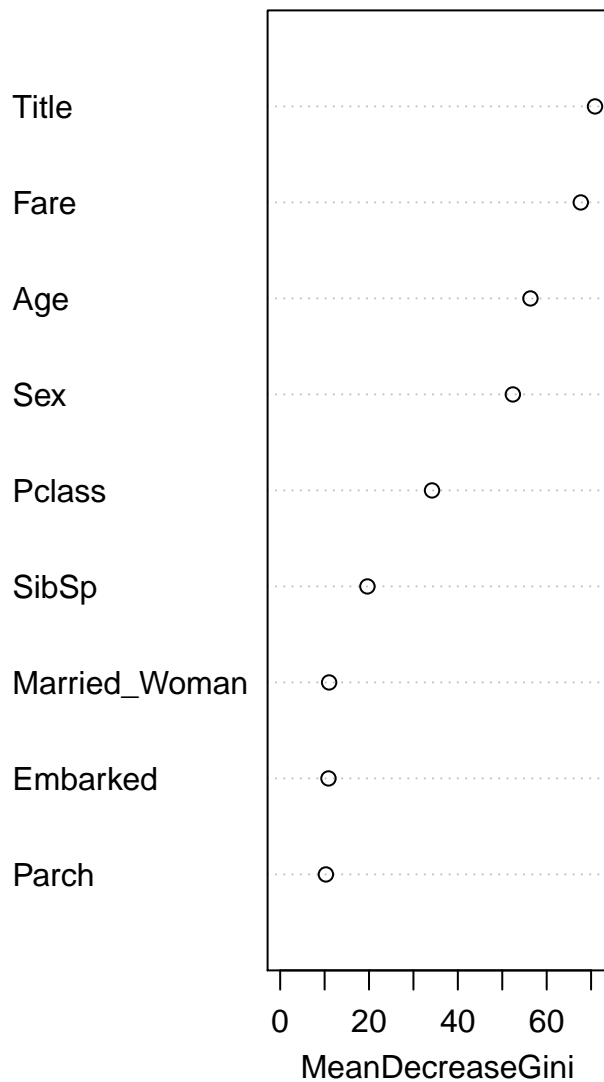 Title
Fare
Age
Sex
Pclass
SibSp
Married_Woman
Embarked
Parch
0 20 40 60
MeanDecreaseGini